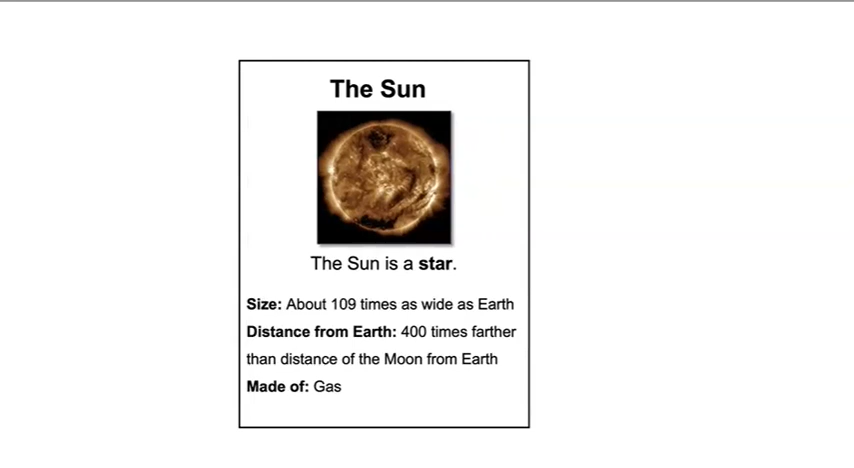 The Sun
The Sun is a star.
Size: About 109 times as wide as Earth
Distance from Earth: 400 times farther
than distance of the Moon from Earth
Made of: Gas